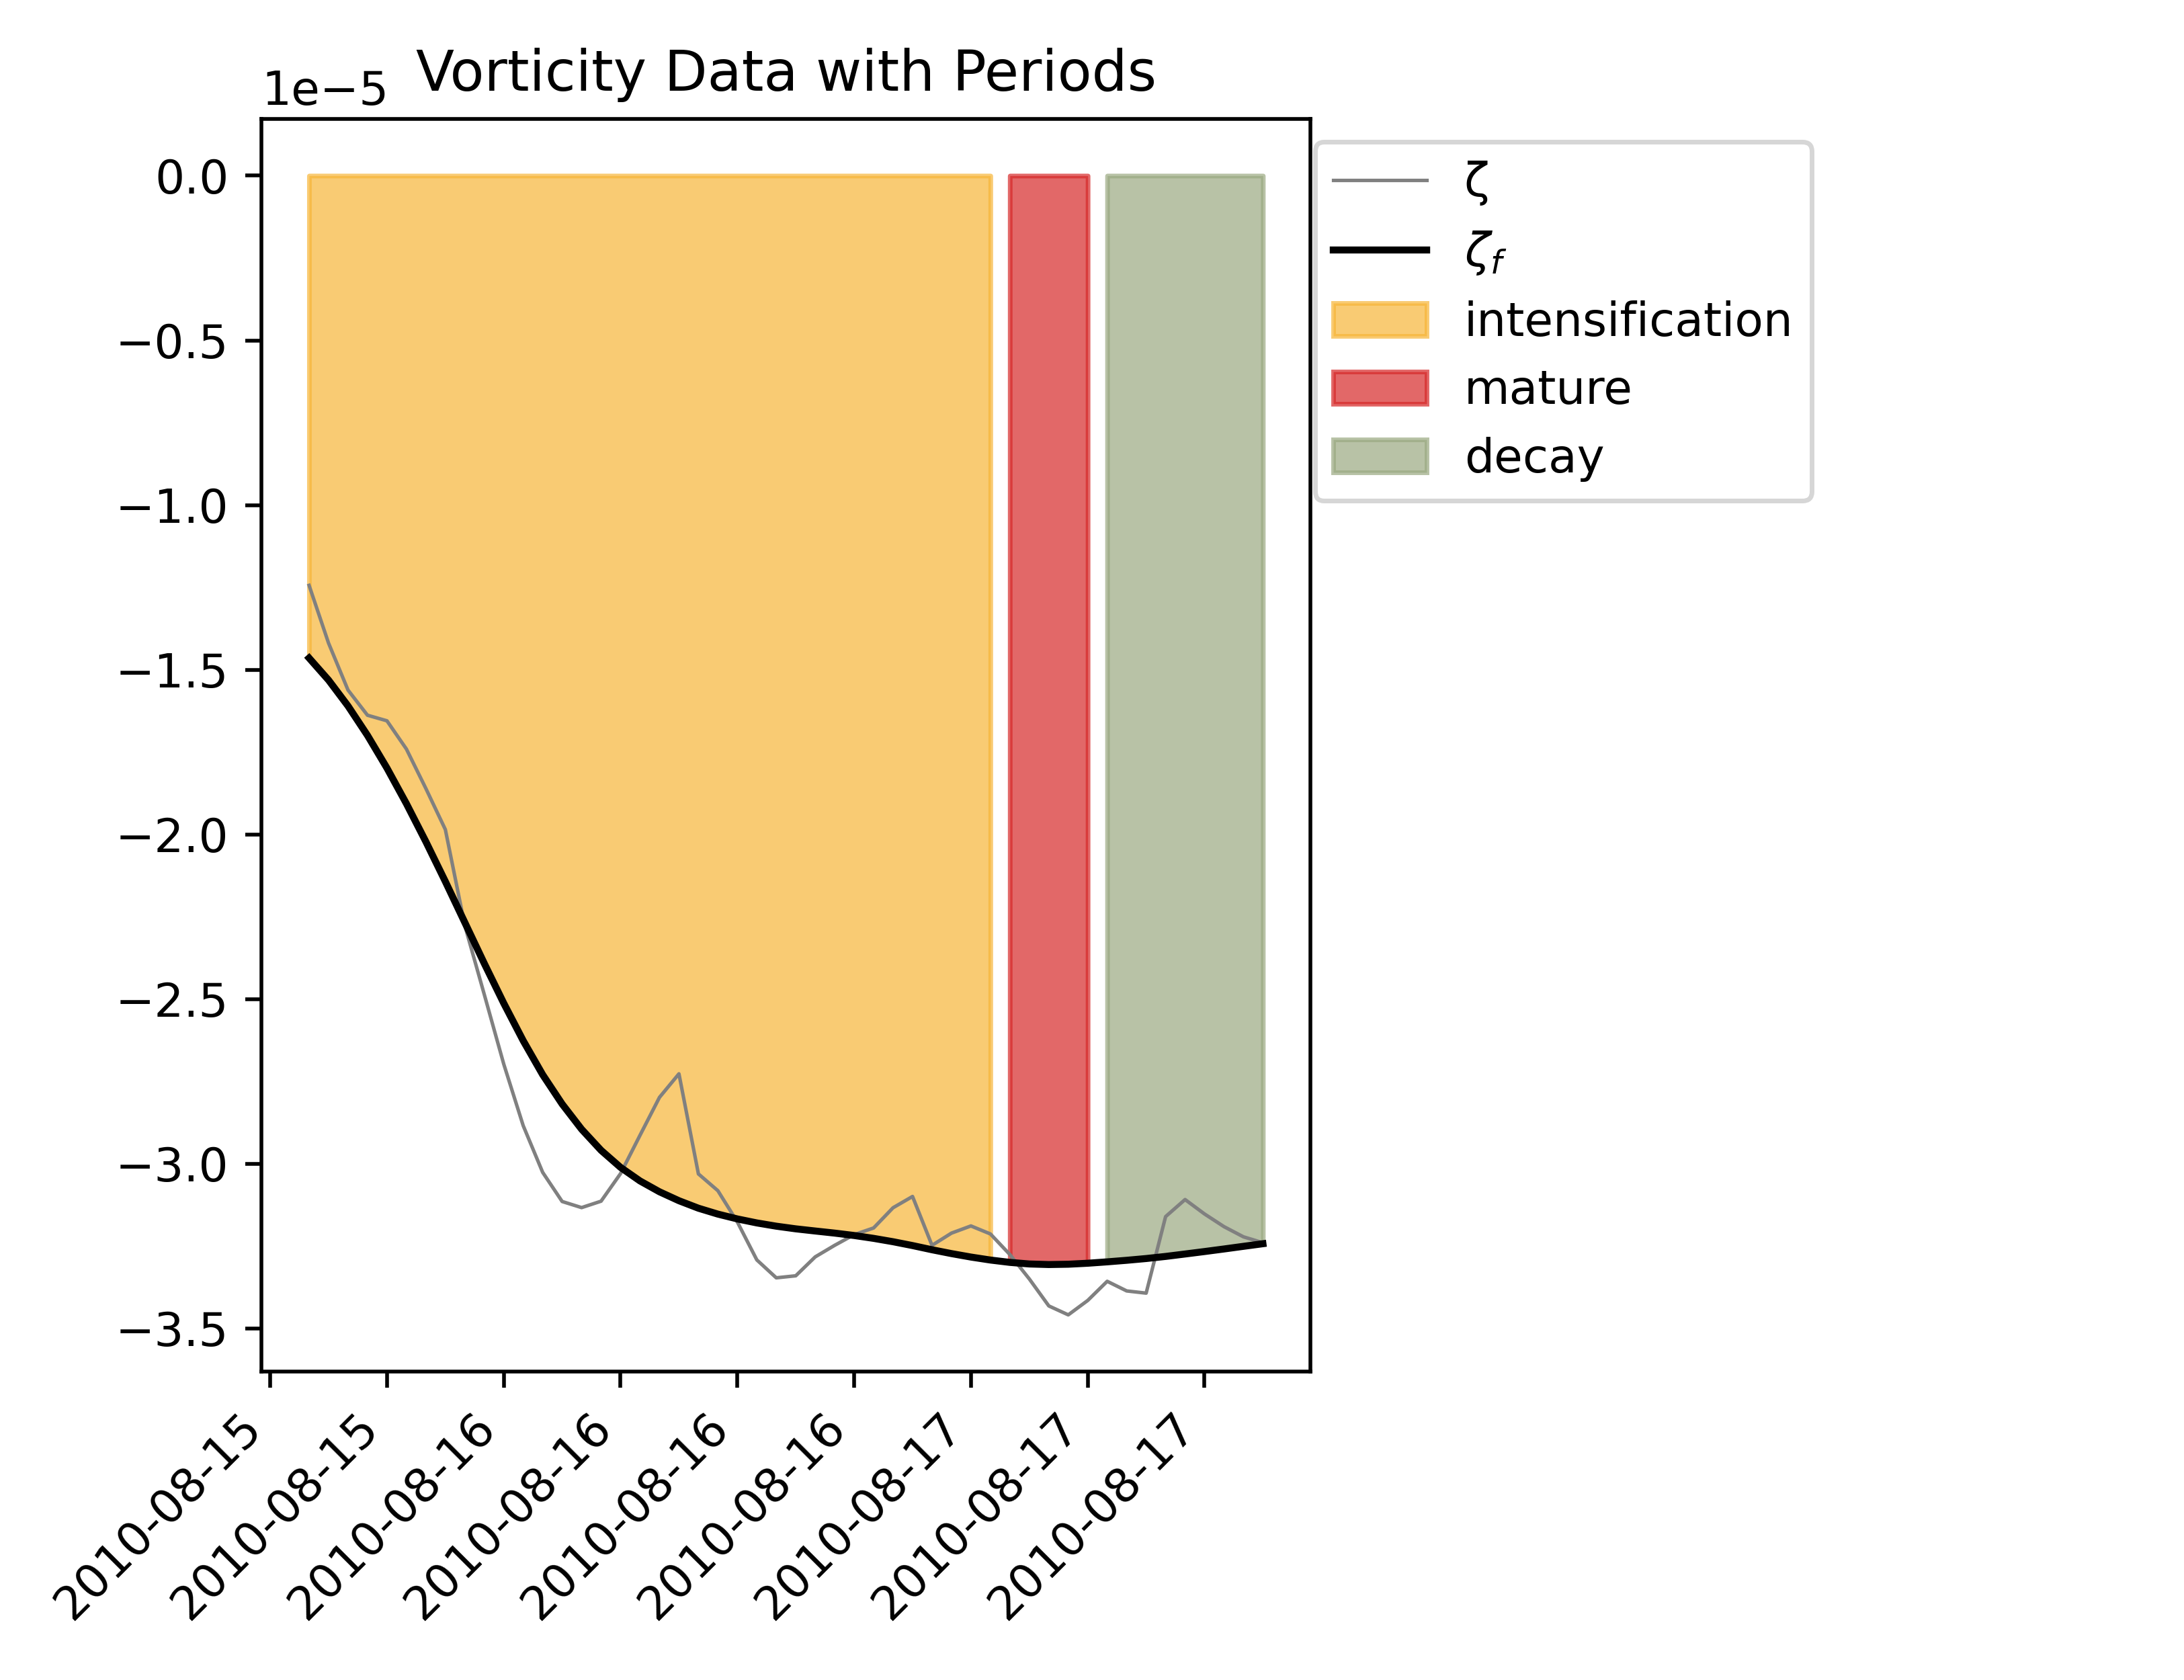 Vorticity Data with Periods
1e−5
0.0
−0.5
−1.0
−1.5
−2.0
−2.5
−3.0
−3.5
2010-08-15
2010-08-15
2010-08-16
2010-08-16
2010-08-16
2010-08-16
2010-08-17
2010-08-17
2010-08-17
ζ
ζf
intensification
mature
decay